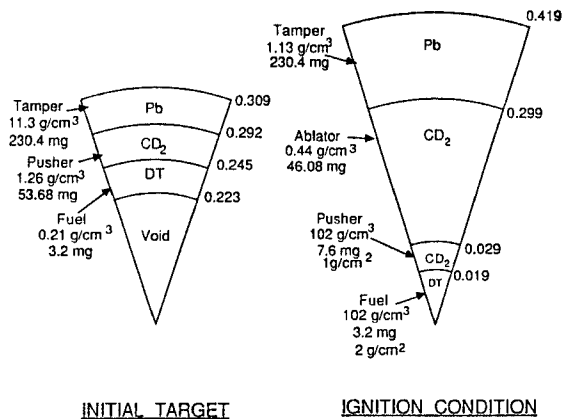 Tamper
11.3 g/cm3
230.4 mg
Pusher
1.26 g/cm3
53.68 mg
Fuel
0.21 g/cm3
3.2 mg
Pb
CD2
DT
Void
0.309
0.292
0.245
0.223
INITIAL TARGET
Tamper
1.13 g/cm3
230.4 mg
Ablator
0.44 g/cm3
46.08 mg
Pusher
102 g/cm3
7.6 mg
1g/cm2
Fuel
102 g/cm3
3.2 mg
2 g/cm2
Pb
CD2
CD2
DT
0.419
0.299
0.029
0.019
IGNITION CONDITION